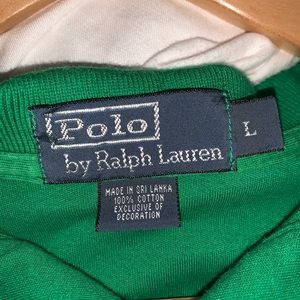 Polo
by Ralph Lauren
L
MADE IN SRI LANKA
100% COTTON
EXCLUSIVE OF
DECORATION